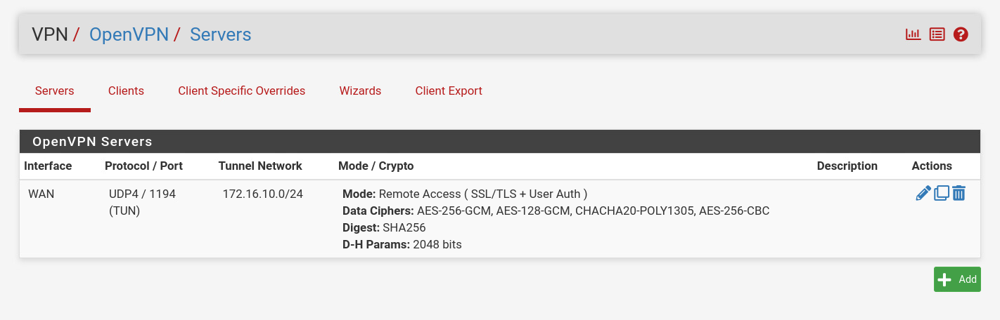 VPN / OpenVPN / Servers
Servers Clients Client Specific Overrides Wizards Client Export
OpenVPN Servers
Interface Protocol / Port Tunnel Network Mode / Crypto Description Actions
WAN UDP4 / 1194 172.16.10.0/24 Mode: Remote Access ( SSL/TLS + User Auth )
(TUN) Data Ciphers: AES-256-GCM, AES-128-GCM, CHACHA20-POLY1305, AES-256-CBC
Digest: SHA256
D-H Params: 2048 bits
Add